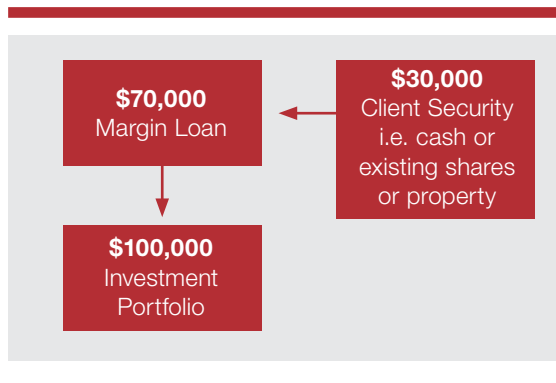 $70,000
Margin Loan
$30,000
Client Security
i.e. cash or
existing shares
or property
$100,000
Investment
Portfolio